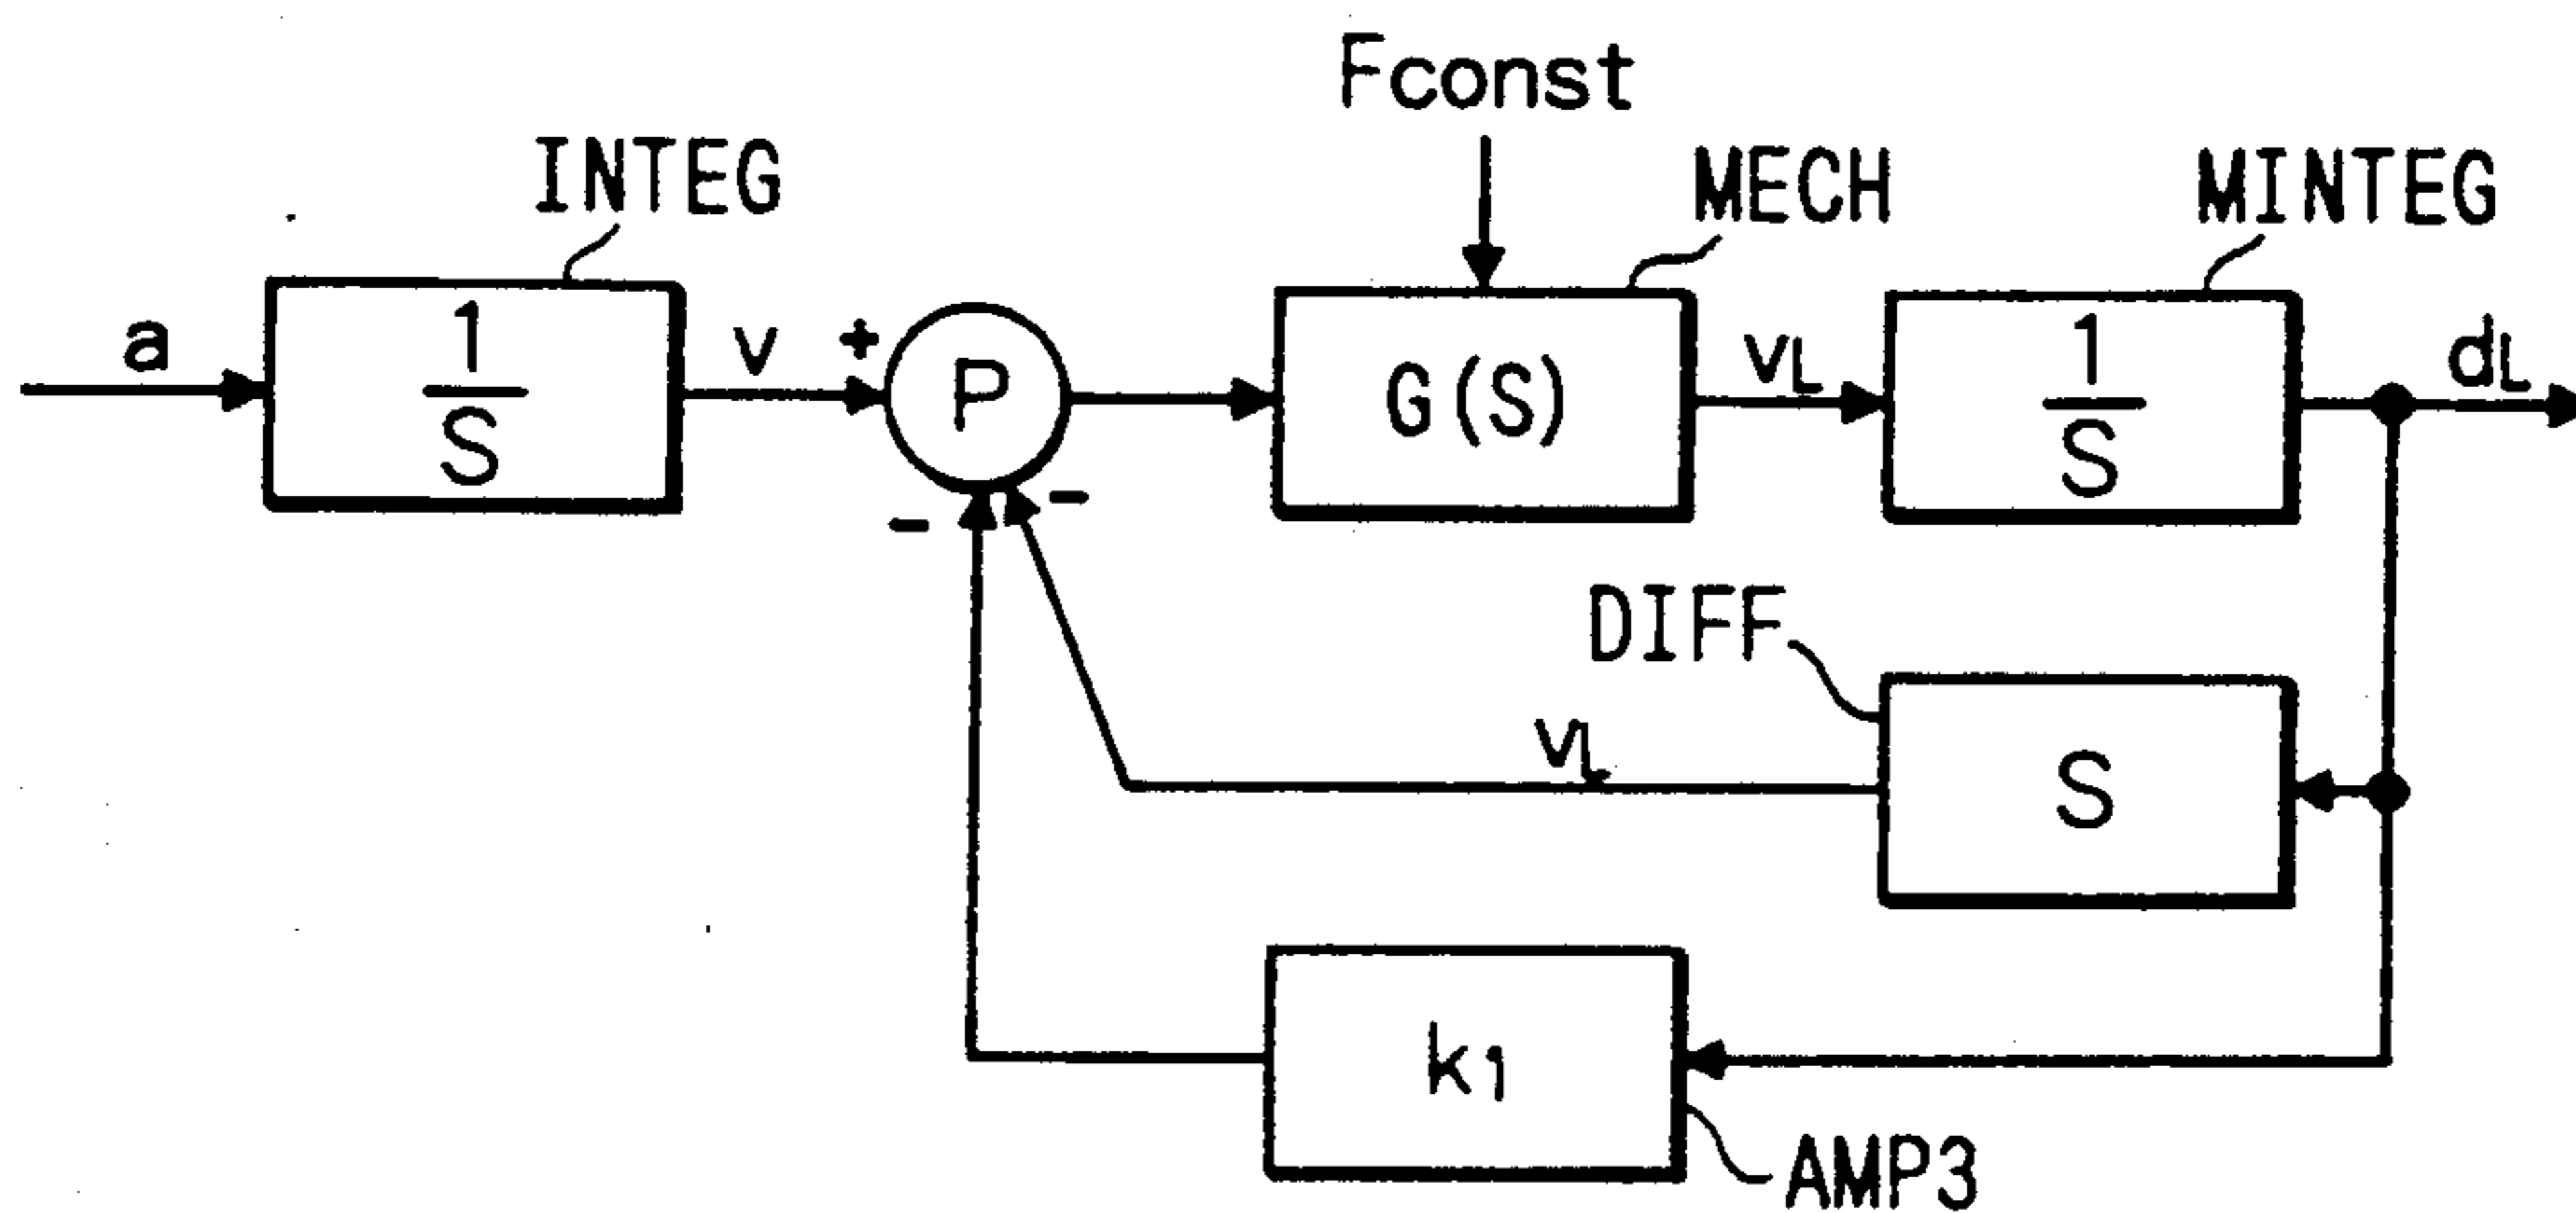 Fconst
INTEG
MECH
MINTEG
a
1
S
v
+
P
G(S)
vL
1
S
dL
-
-
DIFF
vL
S
k1
AMP3